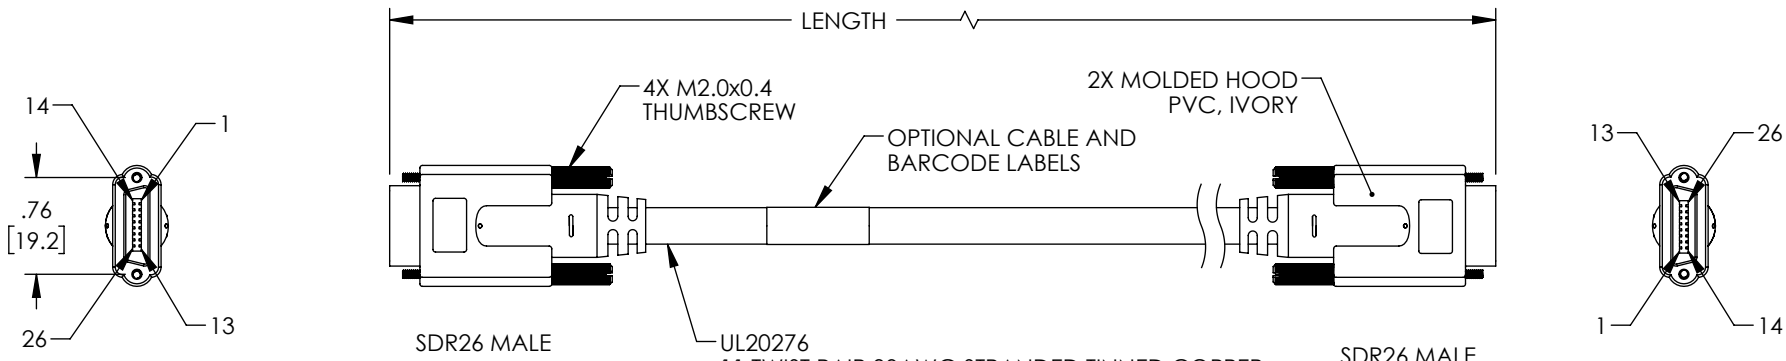 LENGTH
4X M2.0x0.4
THUMBSCREW
2X MOLDED HOOD
PVC, IVORY
OPTIONAL CABLE AND
BARCODE LABELS
14
1
.76
[19.2]
26
13
13
26
1
14
SDR26 MALE
UL20276
SDR26 MALE